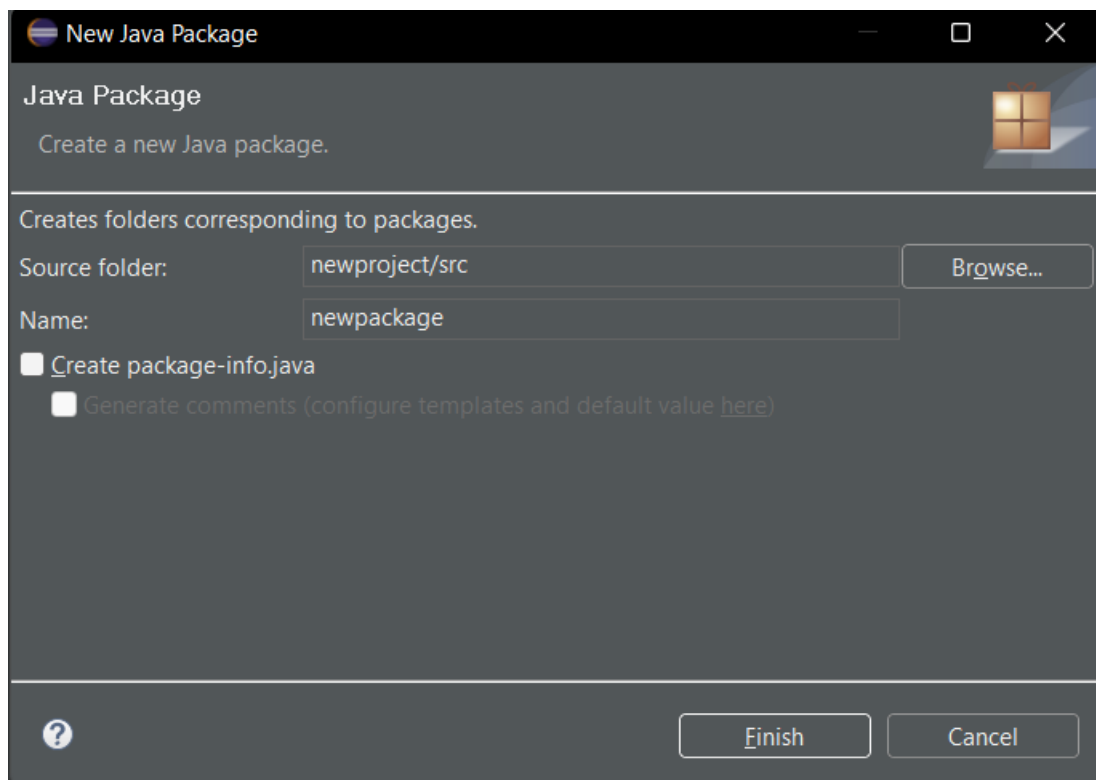 New Java Package
Java Package
Create a new Java package.
Creates folders corresponding to packages.
Source folder: newproject/src Browse...
Name: newpackage
Create package-info.java
Generate comments (configure templates and default value here)
Finish Cancel